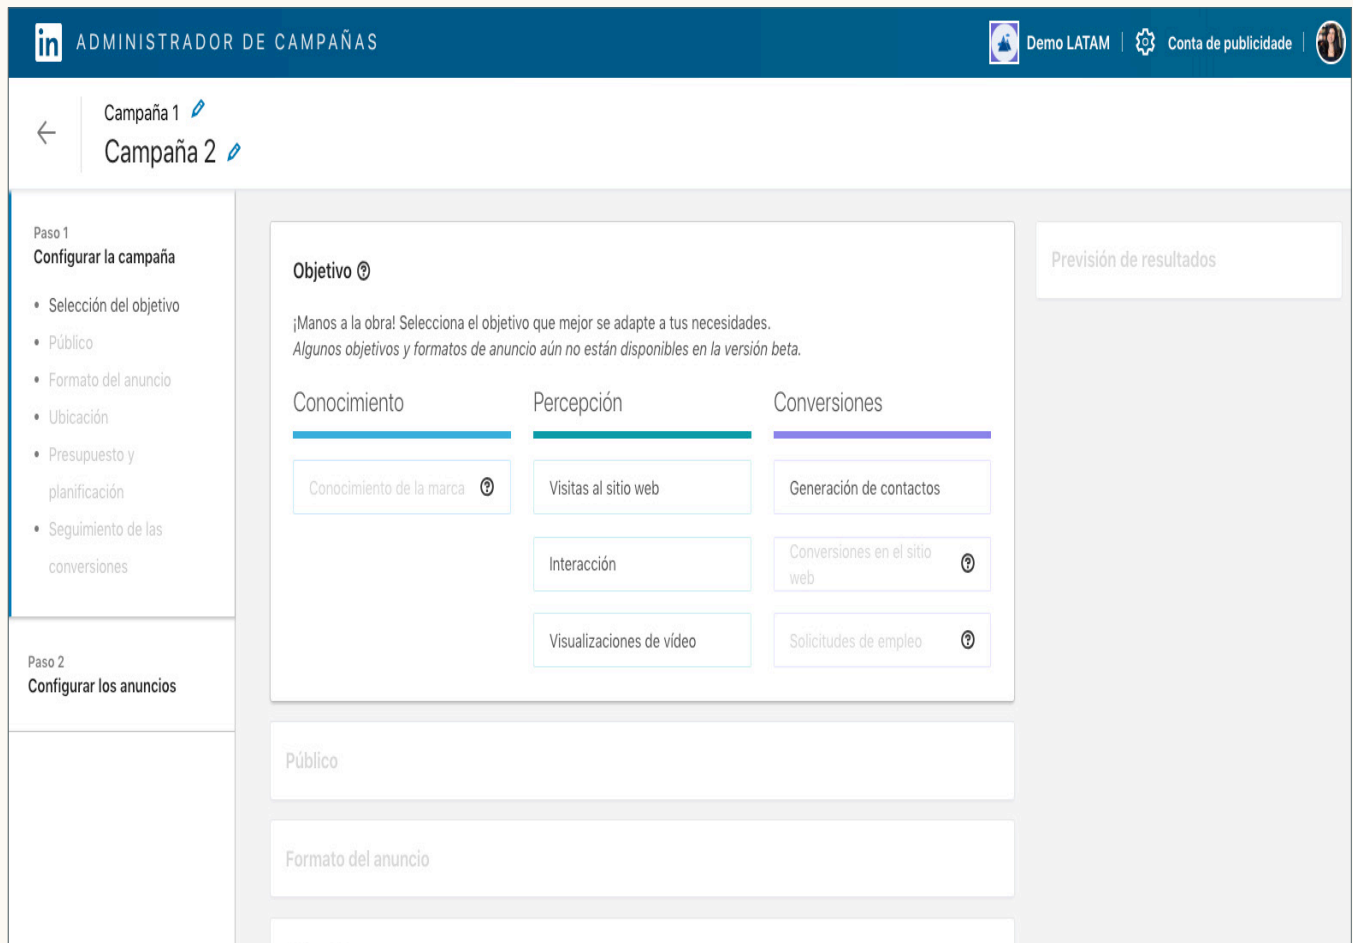 in ADMINISTRADOR DE CAMPAÑAS
Demo LATAM
Conta de publicidade
Campaña 1
Campaña 2
Paso 1
Configurar la campaña
• Selección del objetivo
• Público
• Formato del anuncio
• Ubicación
• Presupuesto y
planificación
• Seguimiento de las
conversiones
Paso 2
Configurar los anuncios
Objetivo ?
¡Manos a la obra! Selecciona el objetivo que mejor se adapte a tus necesidades.
Algunos objetivos y formatos de anuncio aún no están disponibles en la versión beta.
Conocimiento
Conocimiento de la marca ?
Percepción
Visitas al sitio web
Interacción
Visualizaciones de vídeo
Conversiones
Generación de contactos
Conversiones en el sitio
web ?
Solicitudes de empleo ?
Público
Formato del anuncio
Previsión de resultados